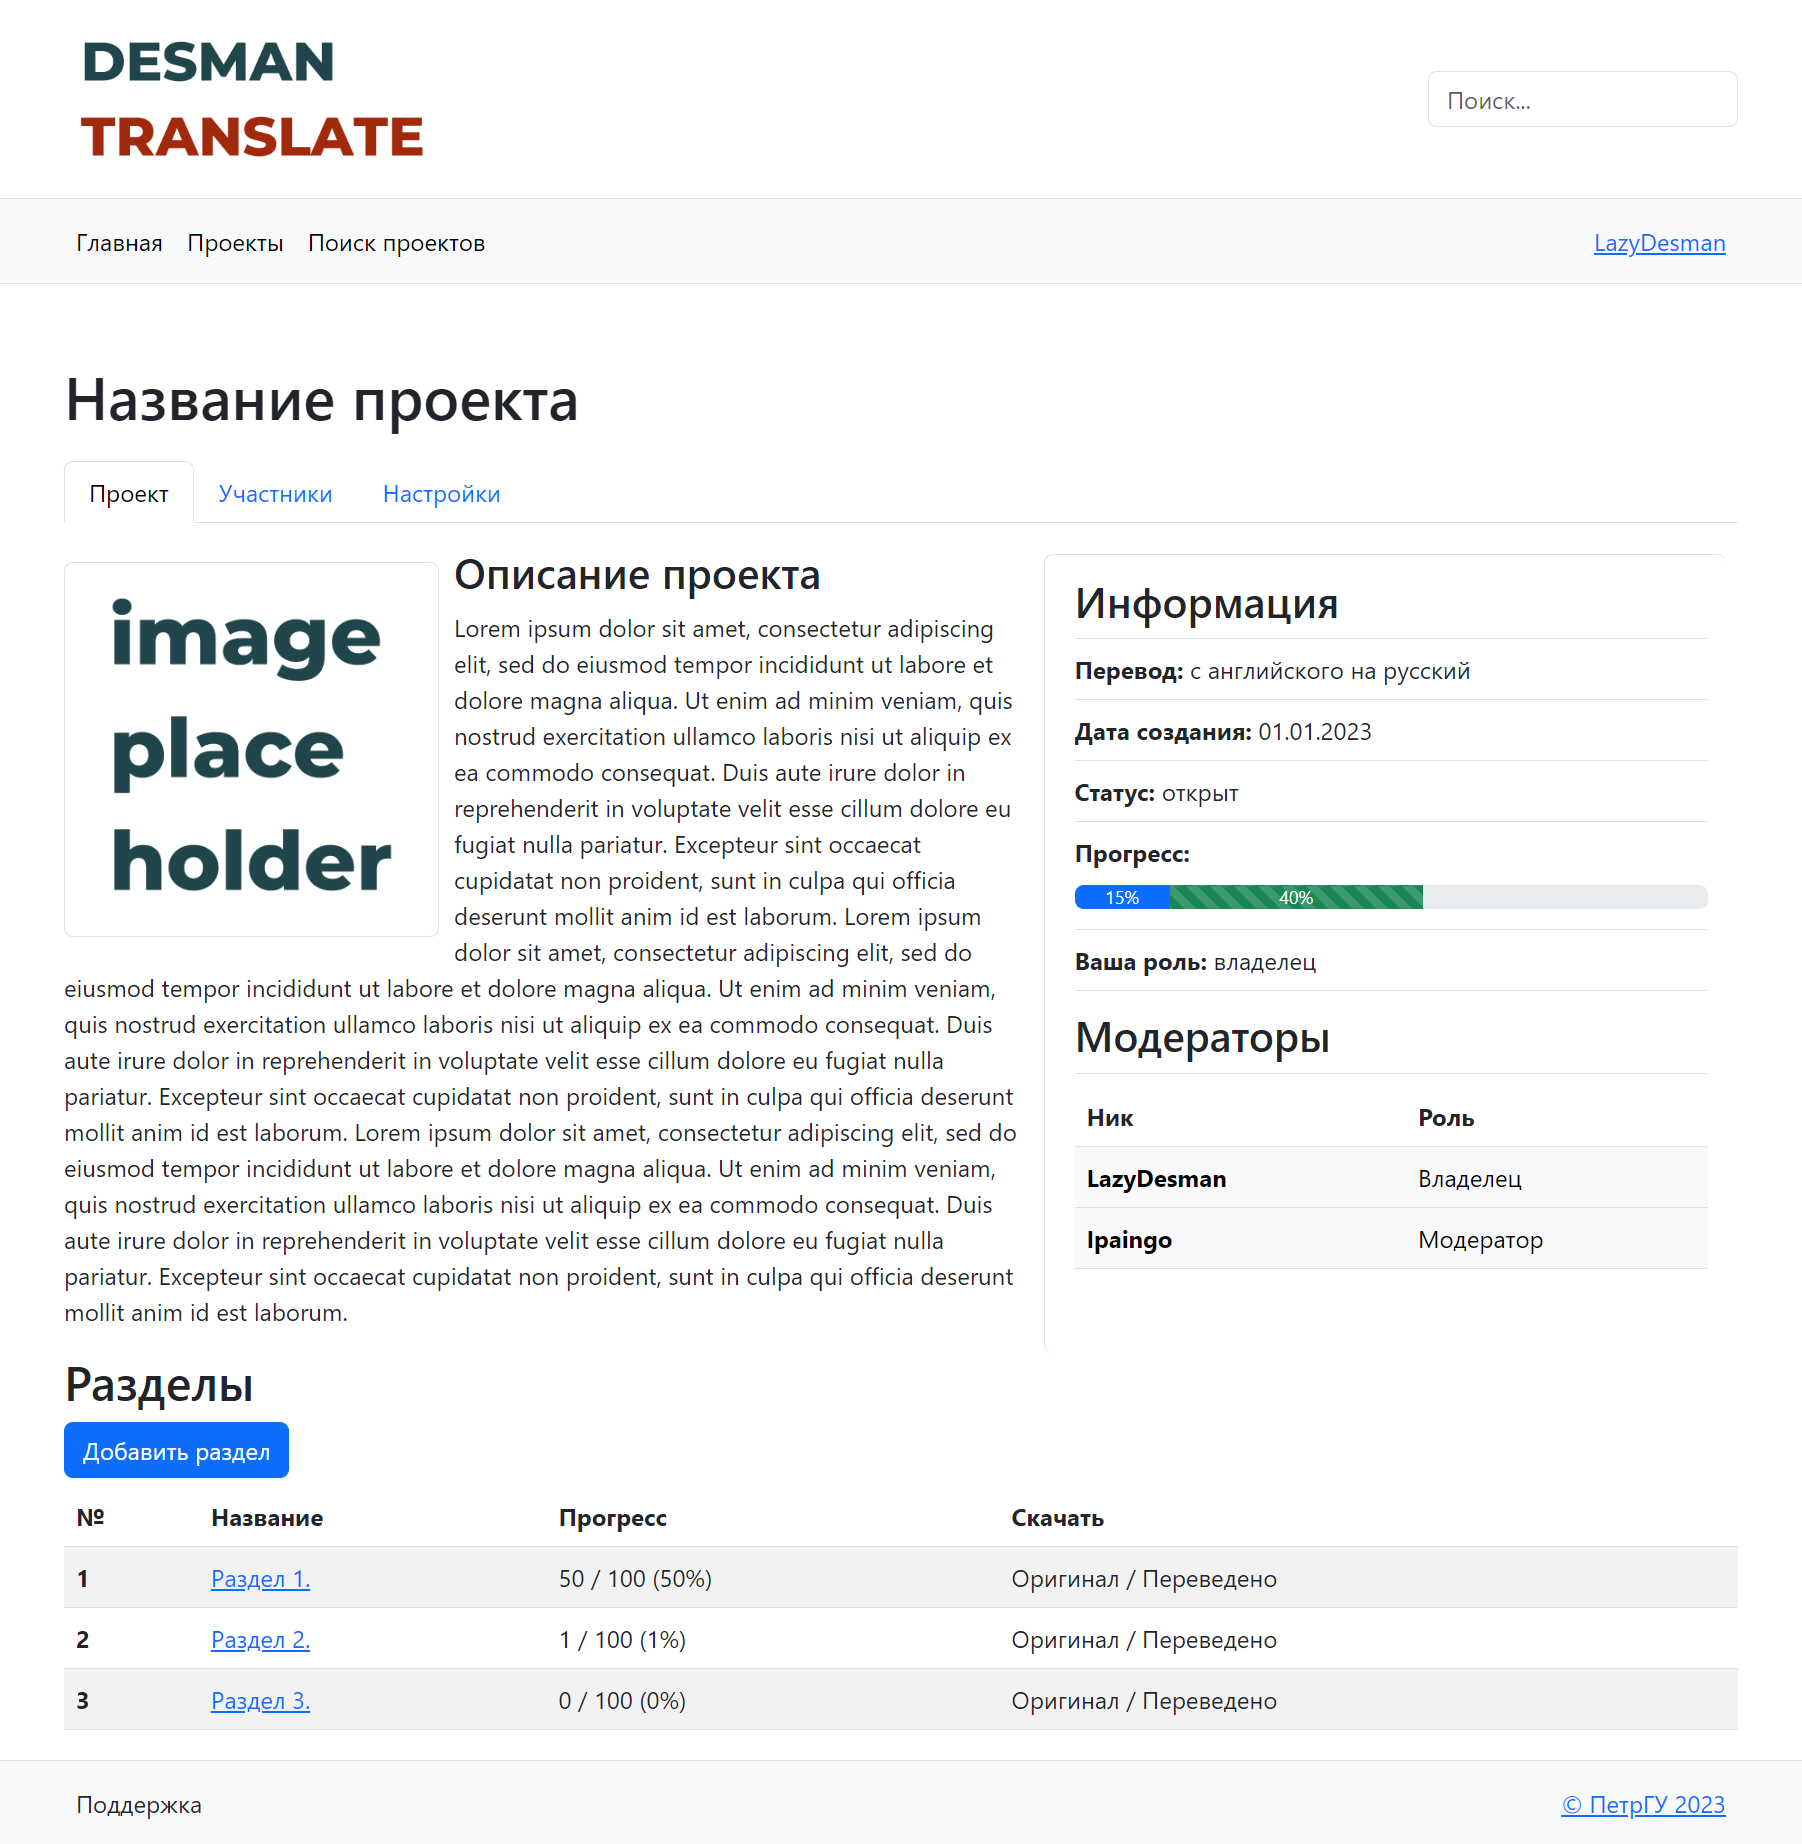 DESMAN
TRANSLATE
Поиск...
Главная Проекты Поиск проектов LazyDesman
Название проекта
Проект Участники Настройки
image
place
holder
Описание проекта
Lorem ipsum dolor sit amet, consectetur adipiscing
elit, sed do eiusmod tempor incididunt ut labore et
dolore magna aliqua. Ut enim ad minim veniam, quis
nostrud exercitation ullamco laboris nisi ut aliquip ex
ea commodo consequat. Duis aute irure dolor in
reprehenderit in voluptate velit esse cillum dolore eu
fugiat nulla pariatur. Excepteur sint occaecat
cupidatat non proident, sunt in culpa qui officia
deserunt mollit anim id est laborum. Lorem ipsum
dolor sit amet, consectetur adipiscing elit, sed do
eiusmod tempor incididunt ut labore et dolore magna aliqua. Ut enim ad minim veniam,
quis nostrud exercitation ullamco laboris nisi ut aliquip ex ea commodo consequat. Duis
aute irure dolor in reprehenderit in voluptate velit esse cillum dolore eu fugiat nulla
pariatur. Excepteur sint occaecat cupidatat non proident, sunt in culpa qui officia deserunt
mollit anim id est laborum. Lorem ipsum dolor sit amet, consectetur adipiscing elit, sed do
eiusmod tempor incididunt ut labore et dolore magna aliqua. Ut enim ad minim veniam,
quis nostrud exercitation ullamco laboris nisi ut aliquip ex ea commodo consequat. Duis
aute irure dolor in reprehenderit in voluptate velit esse cillum dolore eu fugiat nulla
pariatur. Excepteur sint occaecat cupidatat non proident, sunt in culpa qui officia deserunt
mollit anim id est laborum.
Информация
Перевод: с английского на русский
Дата создания: 01.01.2023
Статус: открыт
Прогресс:
15% 40%
Ваша роль: владелец
Модераторы
Ник Роль
LazyDesman Владелец
Ipaingo Модератор
Разделы
Добавить раздел
№ Название Прогресс Скачать
1 Раздел 1. 50 / 100 (50%) Оригинал / Переведено
2 Раздел 2. 1 / 100 (1%) Оригинал / Переведено
3 Раздел 3. 0 / 100 (0%) Оригинал / Переведено
Поддержка © ПетрГУ 2023